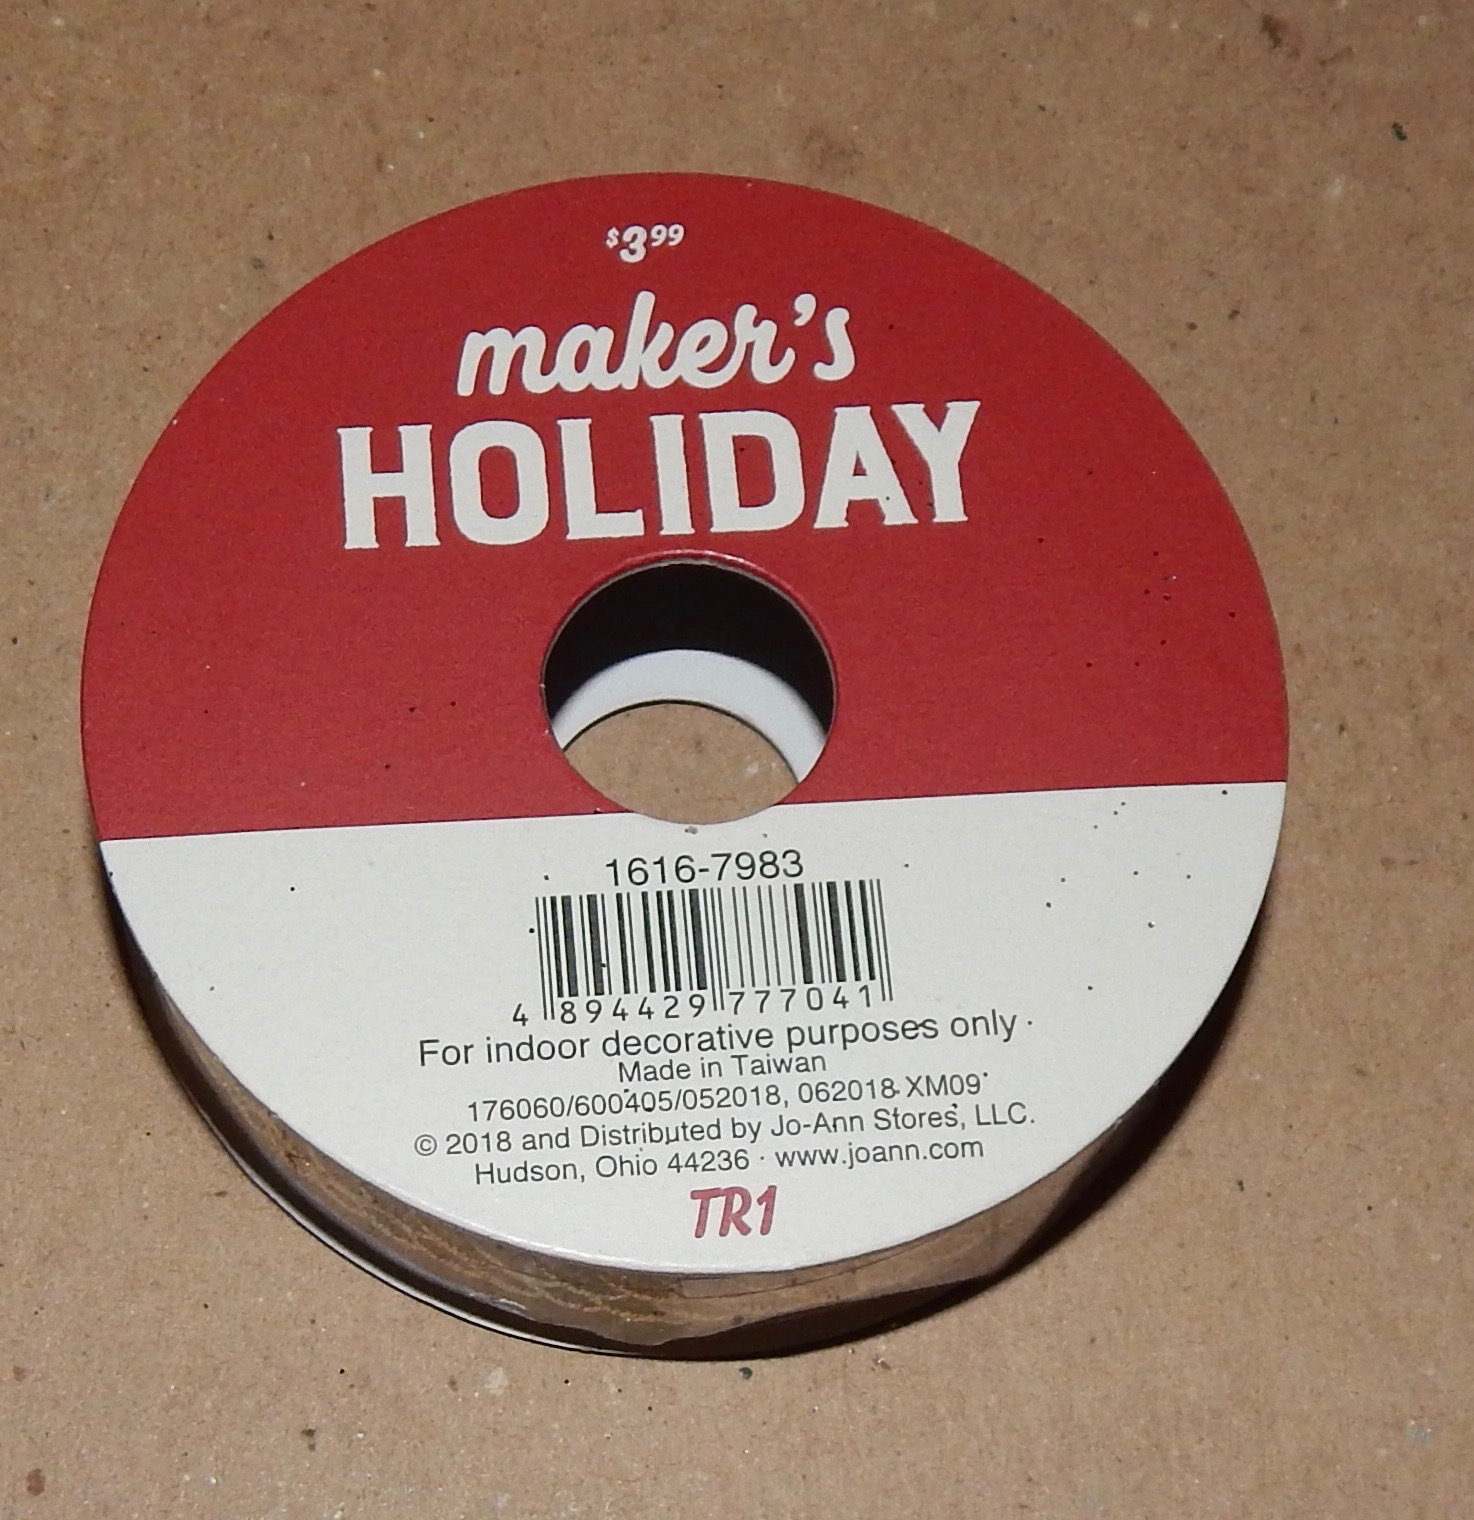 $3.99
maker's
HOLIDAY
1616-7983
4 894429 777041
For indoor decorative purposes only
Made in Taiwan
176060/600405/052018, 062018 XM09
© 2018 and Distributed by Jo-Ann Stores, LLC.
Hudson, Ohio 44236 · www.joann.com
TR1